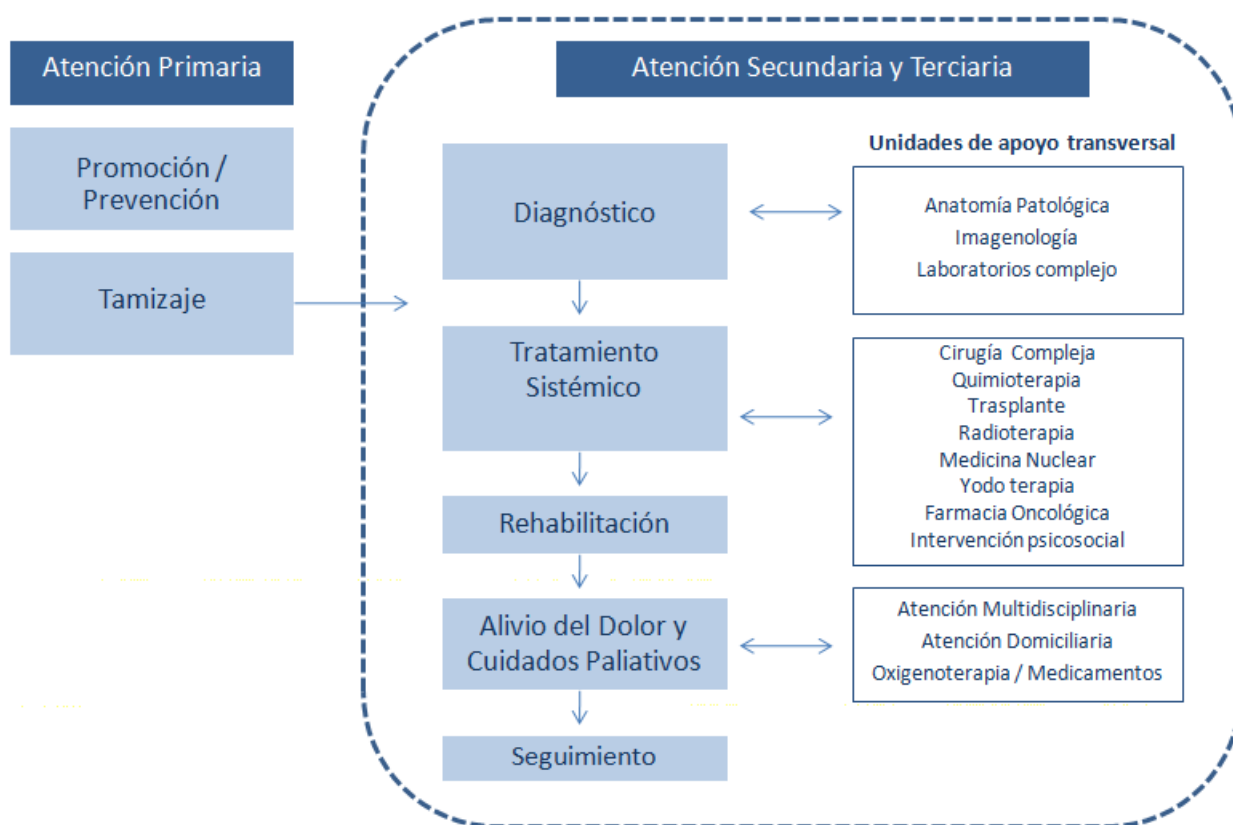 Atención Primaria
Promoción /
Prevención
Tamizaje
Atención Secundaria y Terciaria
Diagnóstico
Tratamiento
Sistémico
Rehabilitación
Alivio del Dolor y
Cuidados Paliativos
Seguimiento
Unidades de apoyo transversal
Anatomía Patológica
Imagenología
Laboratorios complejo
Cirugía Compleja
Quimioterapia
Trasplante
Radioterapia
Medicina Nuclear
Yodo terapia
Farmacia Oncológica
Intervención psicosocial
Atención Multidisciplinaria
Atención Domiciliaria
Oxigenoterapia / Medicamentos